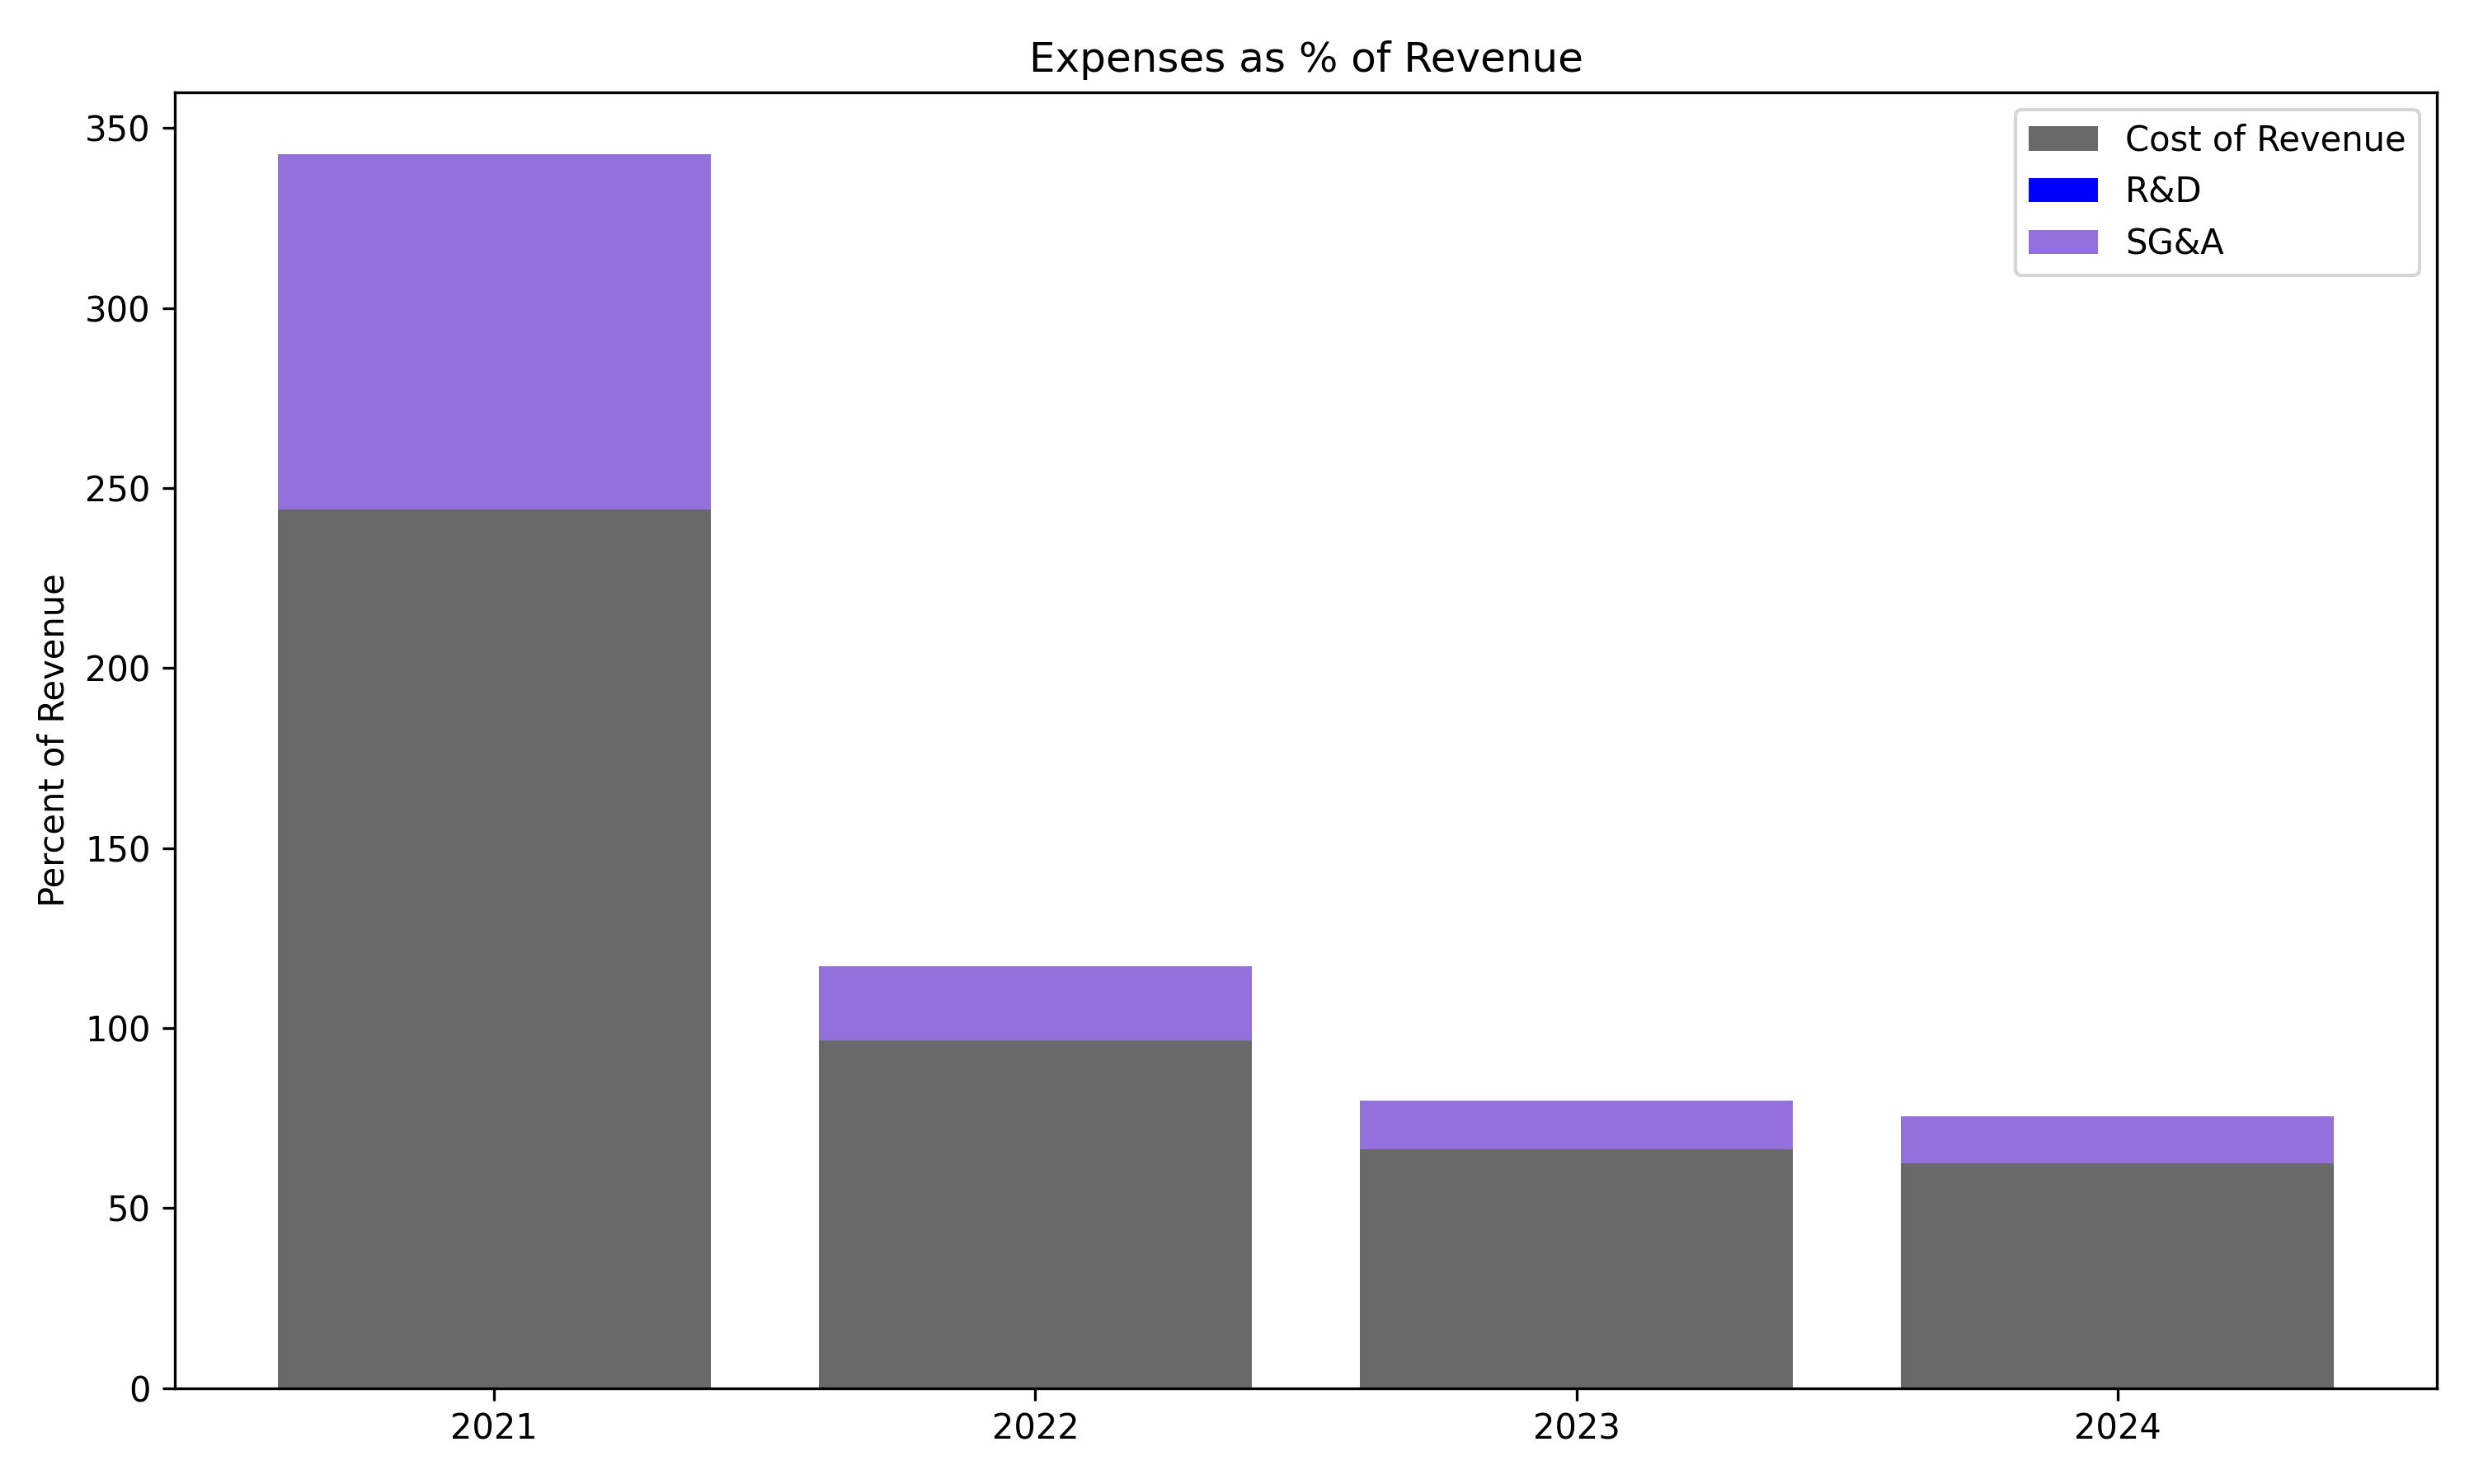 Expenses as % of Revenue
Cost of Revenue
R&D
SG&A
Percent of Revenue
350
300
250
200
150
100
50
0
2021
2022
2023
2024